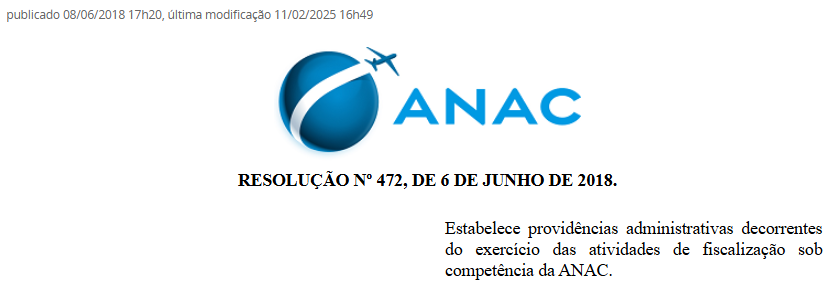 publicado 08/06/2018 17h20, última modificação 11/02/2025 16h49
ANAC
RESOLUÇÃO Nº 472, DE 6 DE JUNHO DE 2018.
Estabelece providências administrativas decorrentes
do exercício das atividades de fiscalização sob
competência da ANAC.